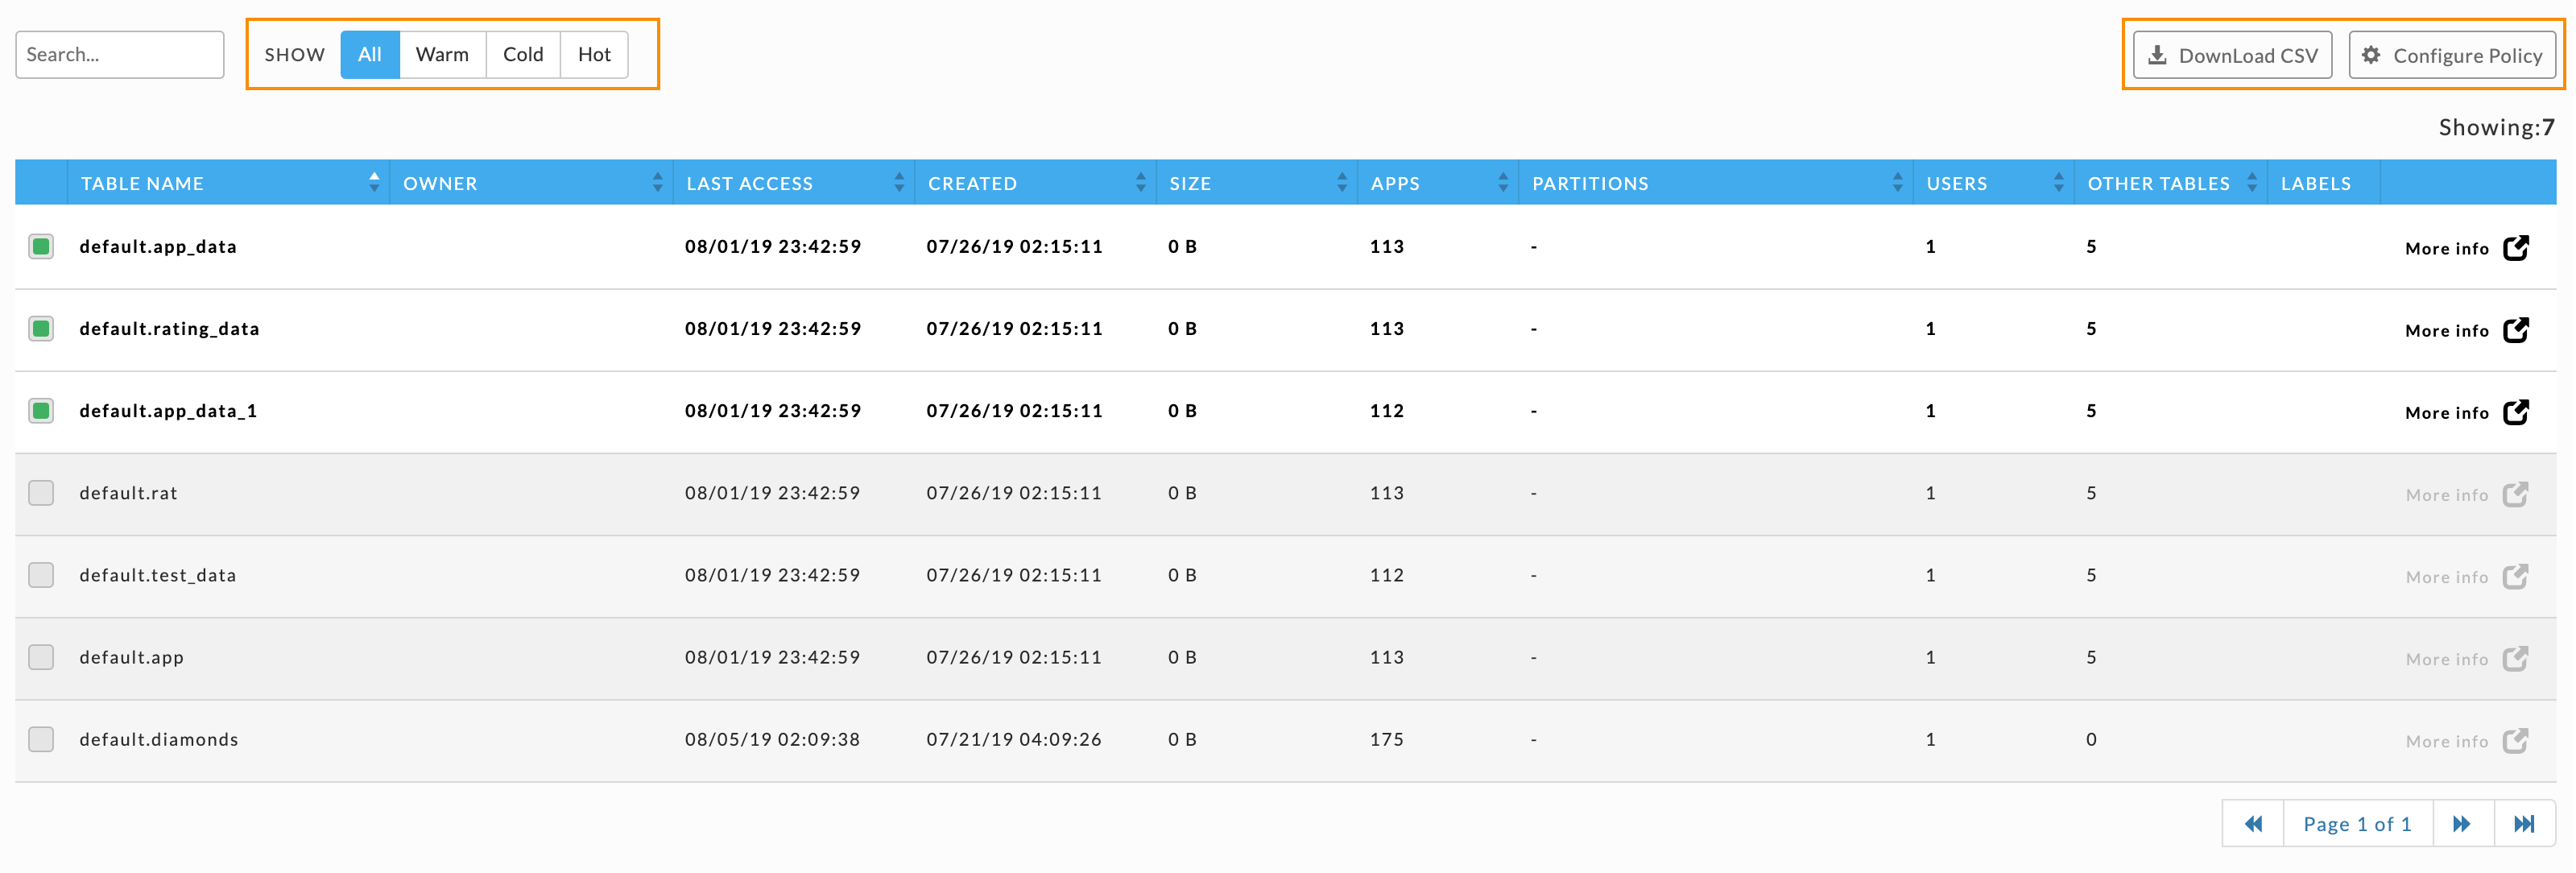 Search... SHOW All Warm Cold Hot DownLoad CSV Configure Policy
Showing:7
TABLE NAME OWNER LAST ACCESS CREATED SIZE APPS PARTITIONS USERS OTHER TABLES LABELS
default.app_data 08/01/19 23:42:59 07/26/19 02:15:11 0 B 113 - 1 5 More info
default.rating_data 08/01/19 23:42:59 07/26/19 02:15:11 0 B 113 - 1 5 More info
default.app_data_1 08/01/19 23:42:59 07/26/19 02:15:11 0 B 112 - 1 5 More info
default.rat 08/01/19 23:42:59 07/26/19 02:15:11 0 B 113 - 1 5 More info
default.test_data 08/01/19 23:42:59 07/26/19 02:15:11 0 B 112 - 1 5 More info
default.app 08/01/19 23:42:59 07/26/19 02:15:11 0 B 113 - 1 5 More info
default.diamonds 08/05/19 02:09:38 07/21/19 04:09:26 0 B 175 - 1 0 More info
Page 1 of 1